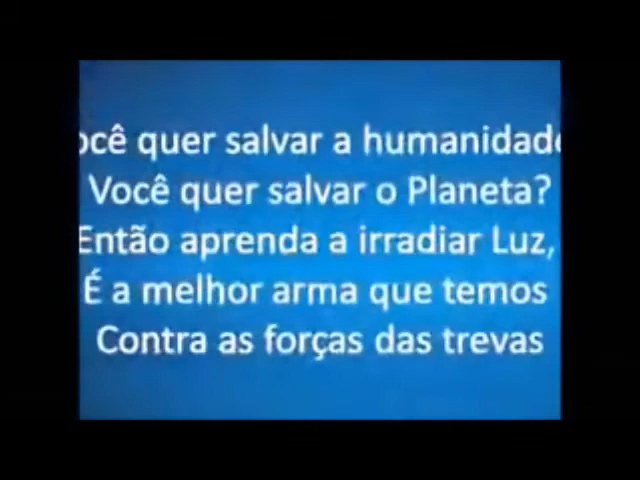 ocê quer salvar a humanidade
Você quer salvar o Planeta?
Então aprenda a irradiar Luz,
É a melhor arma que temos
Contra as forças das trevas